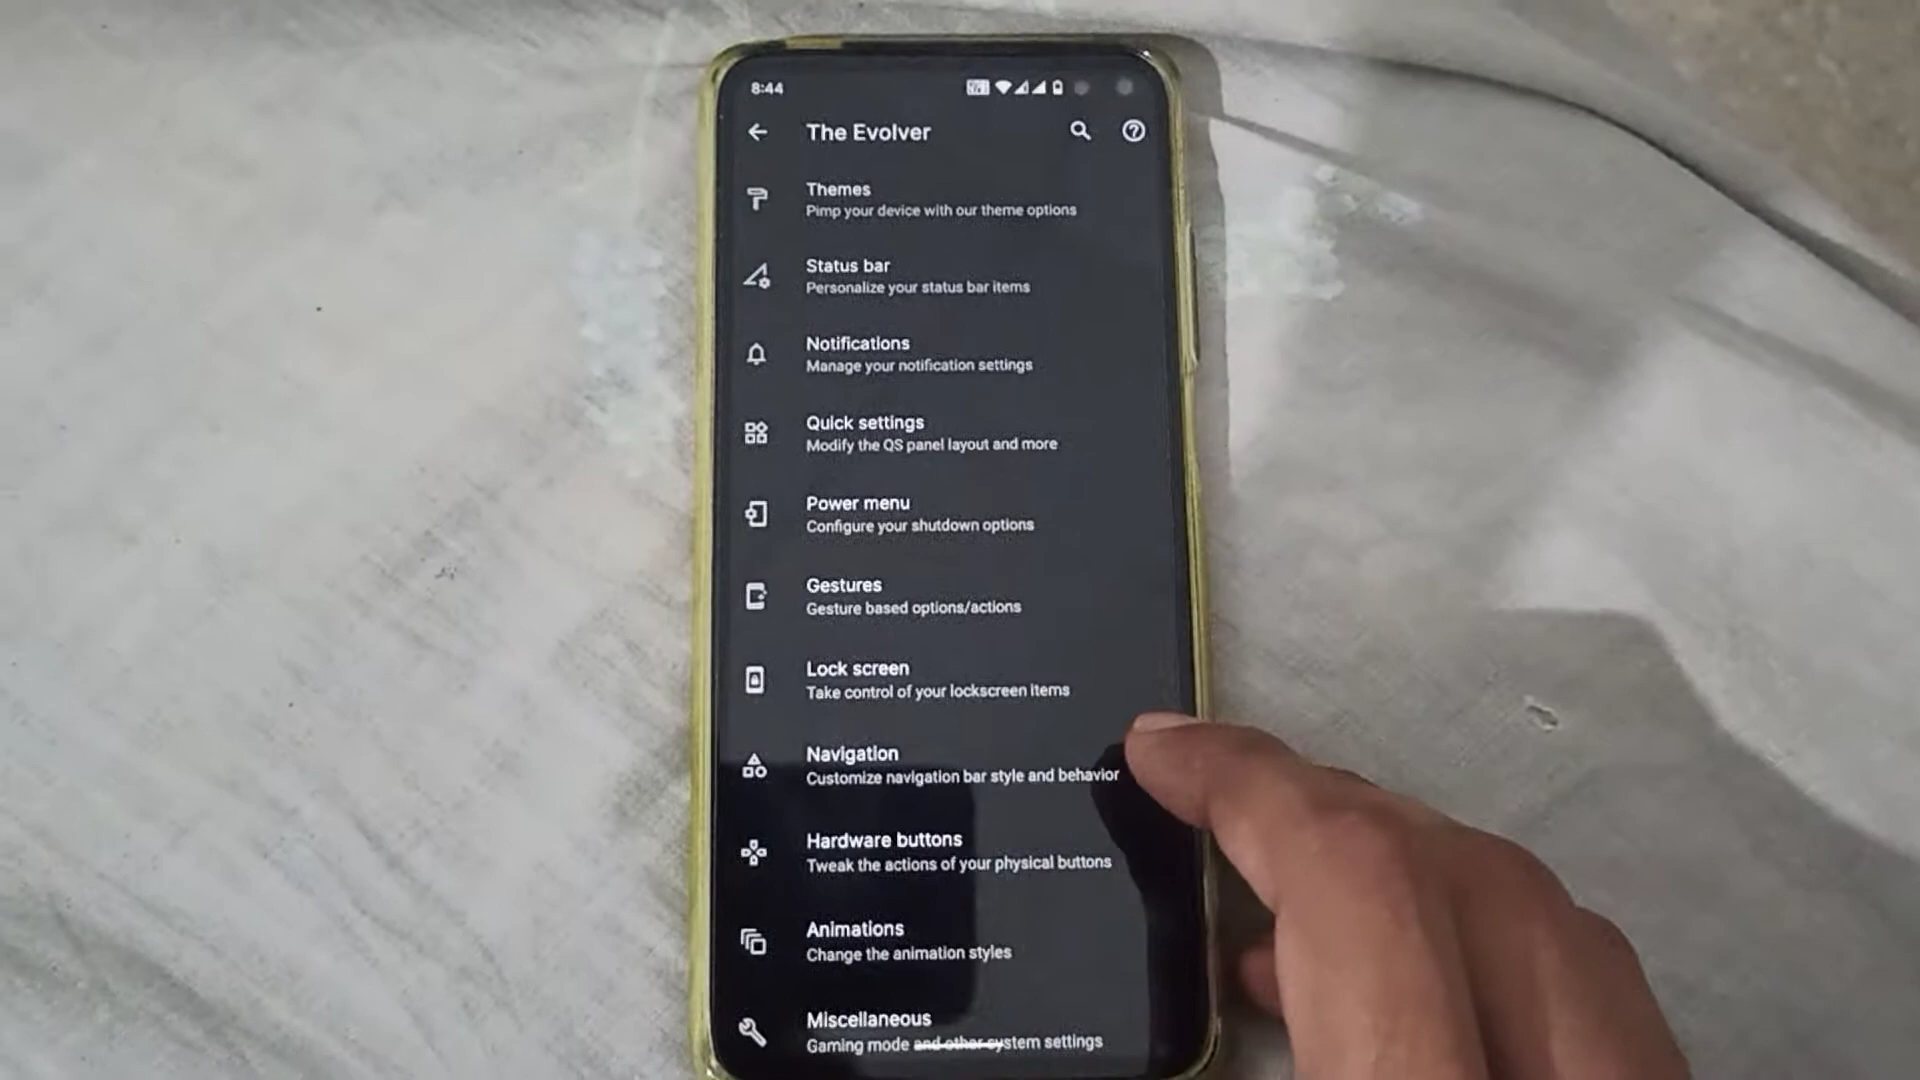 8:44
The Evolver
Themes
Pimp your device with our theme options
Status bar
Personalize your status bar items
Notifications
Manage your notification settings
Quick settings
Modify the QS panel layout and more
Power menu
Configure your shutdown options
Gestures
Gesture based options/actions
Lock screen
Take control of your lockscreen items
Navigation
Customize navigation bar style and behavior
Hardware buttons
Tweak the actions of your physical buttons
Animations
Change the animation styles
Miscellaneous
Gaming mode and other system settings